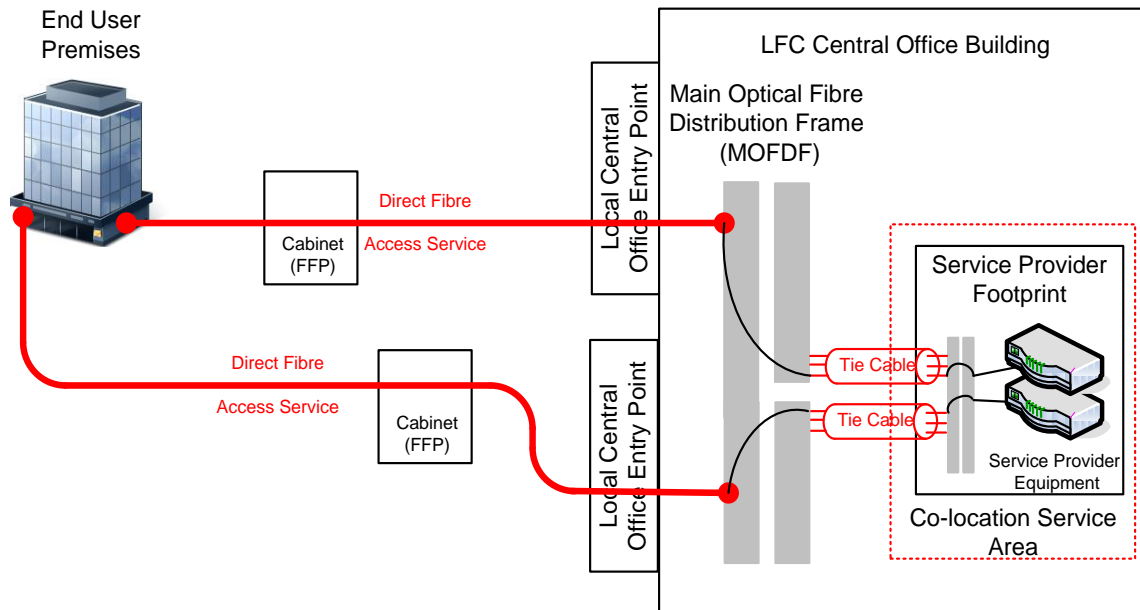 End User
Premises
LFC Central Office Building
Main Optical Fibre
Distribution Frame
(MOFDF)
Local Central
Office Entry Point
Direct Fibre
Access Service
Cabinet
(FFP)
Service Provider
Footprint
Tie Cable
Direct Fibre
Access Service
Cabinet
(FFP)
Local Central
Office Entry Point
Tie Cable
Service Provider
Equipment
Co-location Service
Area